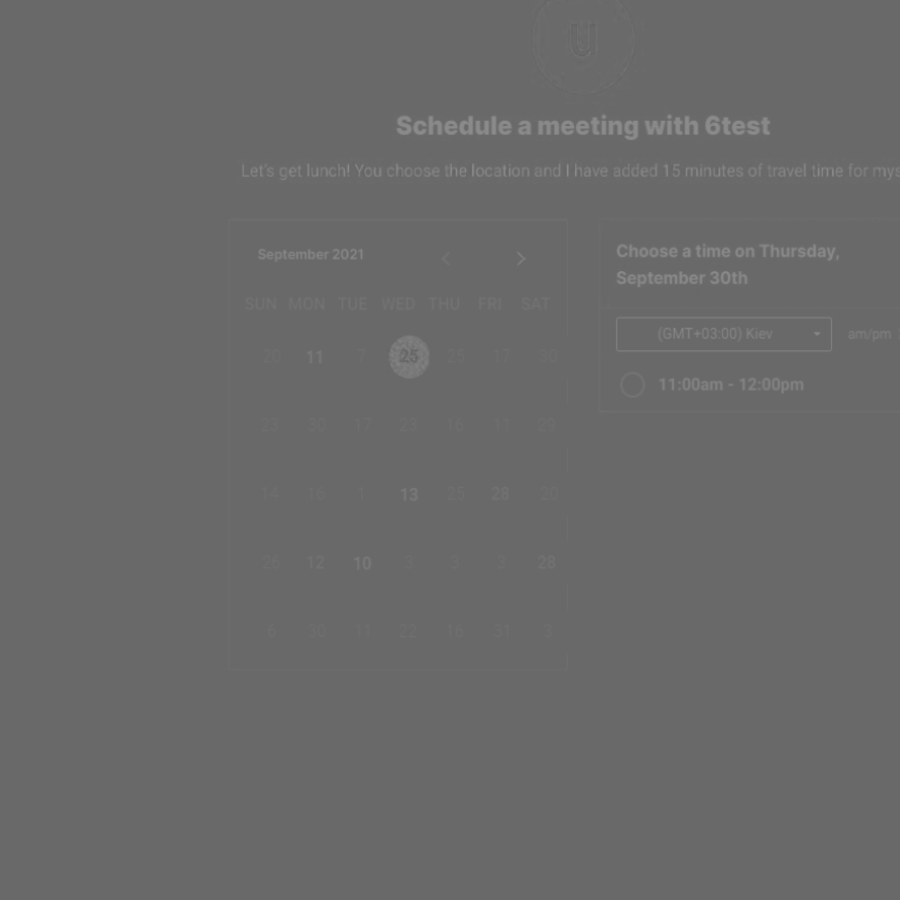 U
Schedule a meeting with 6test
Let's get lunch! You choose the location and I have added 15 minutes of travel time for
September 2021
SUN MON TUE WED THU FRI SAT
20 11 7 25 25 17 30
23 30 17 23 16 11 29
14 16 1 13 25 28 20
26 12 10 3 3 5 28
5 30 11 22 16 31 3
Choose a time on Thursday,
September 30th
(GMT+03:00) Kiev am/pm
11:00am - 12:00pm